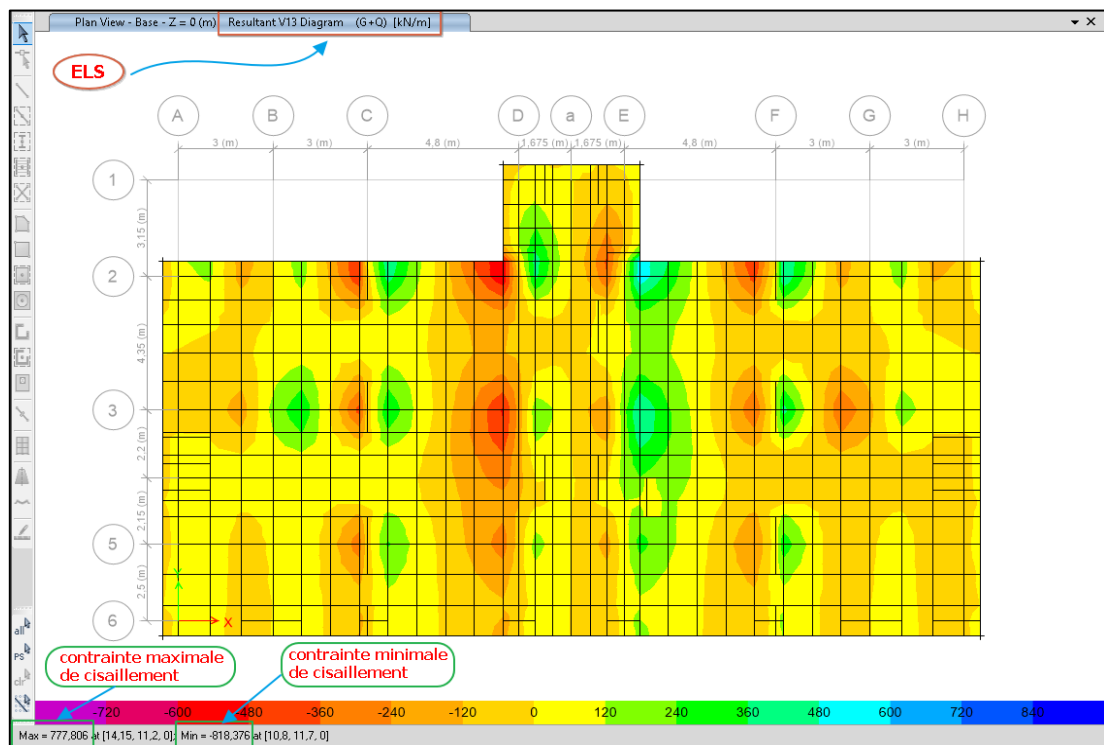 Plan View - Base - Z = 0 (m) Resultant V13 Diagram (G+Q) [kN/m]
ELS
A B C D a E F G H
3 (m) 3 (m) 4,8 (m) 1,675 (m) 1,675 (m) 4,8 (m) 3 (m) 3 (m)
1
3,15 (m)
2
4,35 (m)
3
2,2 (m)
2,15 (m)
5
2,5 (m)
6
Y
X
all
PS
clr
contrainte maximale
de cisaillement
contrainte minimale
de cisaillement
-720 -600 -480 -360 -240 -120 0 120 240 360 480 600 720 840
Max = 777,806 at [14,15, 11,2, 0]; Min = -818,376 at [10,8, 11,7, 0]